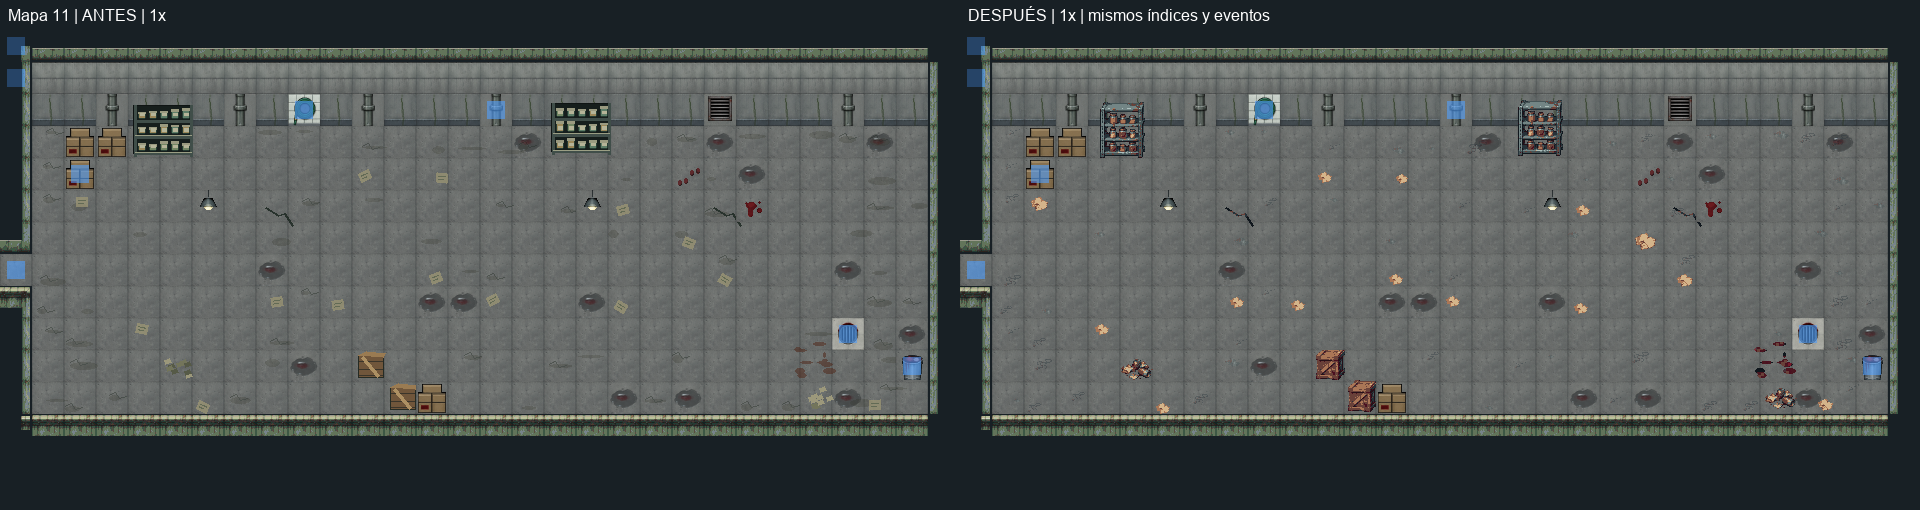 Mapa 11 | ANTES | 1x
DESPUÉS | 1x | mismos índices y eventos